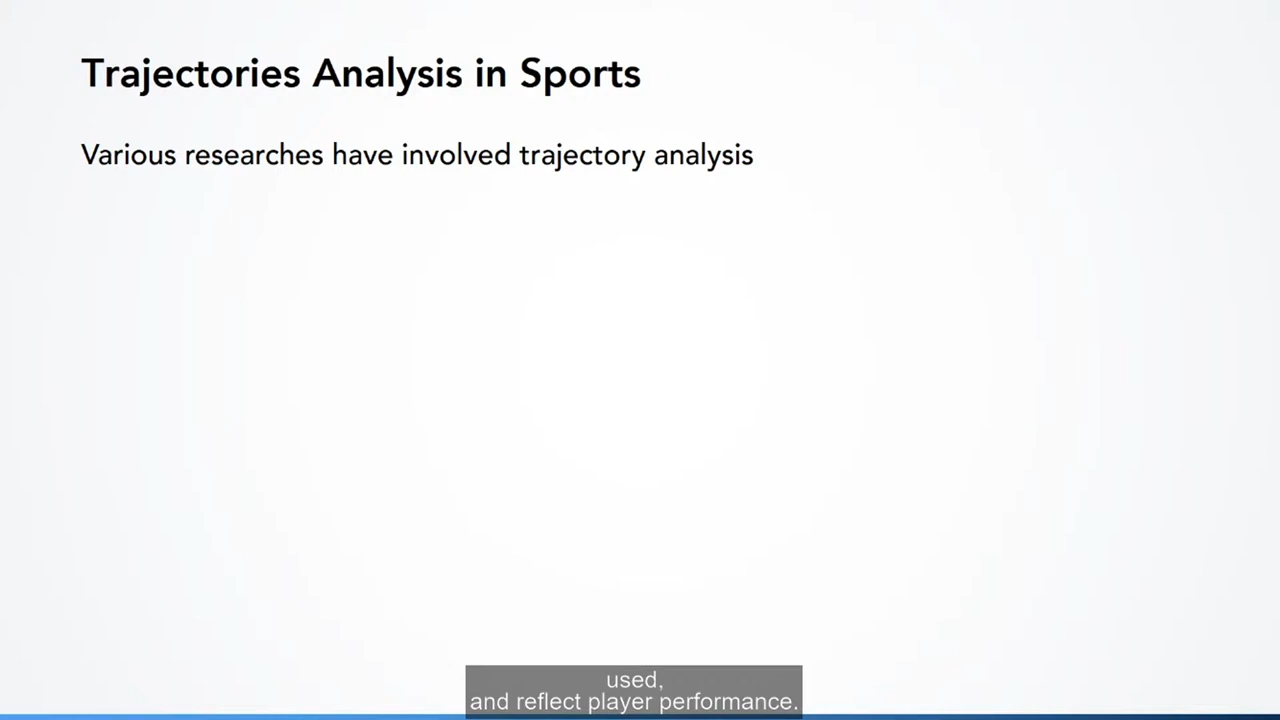 Trajectories Analysis in Sports
Various researches have involved trajectory analysis
used,
and reflect player performance.